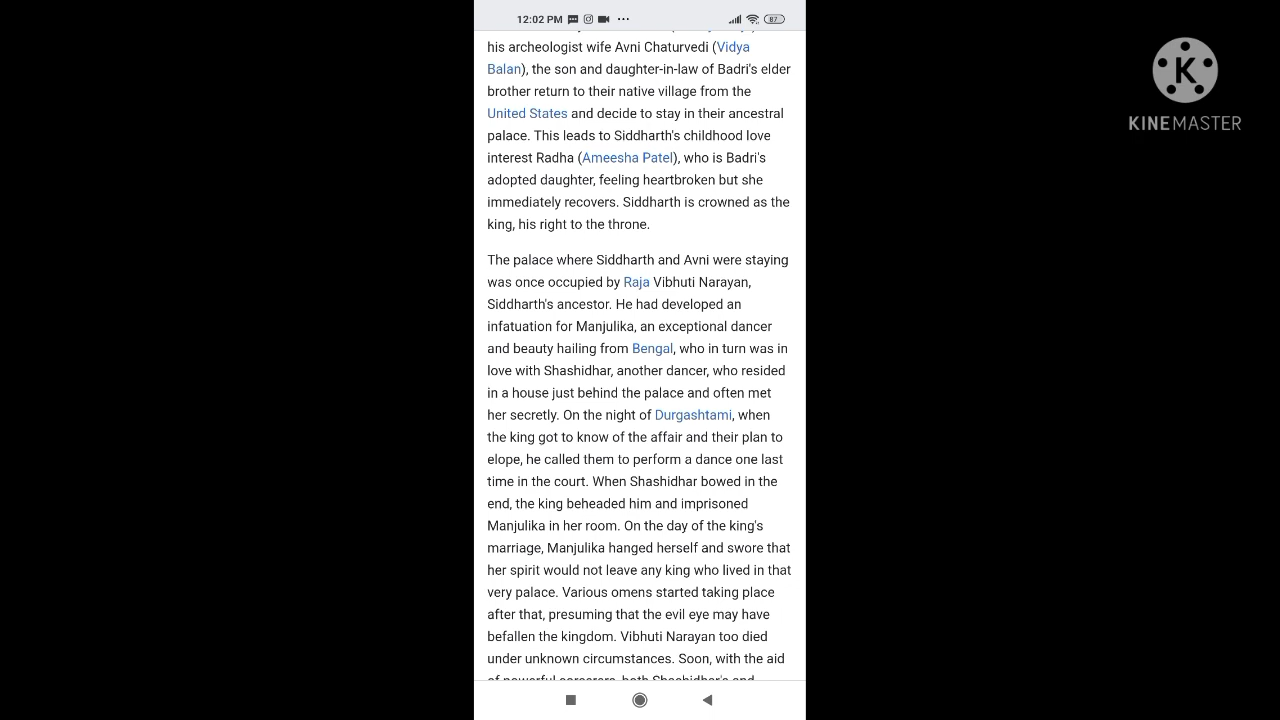 12:02 PM
87
his archeologist wife Avni Chaturvedi (Vidya
Balan), the son and daughter-in-law of Badri's elder
brother return to their native village from the
United States and decide to stay in their ancestral
palace. This leads to Siddharth's childhood love
interest Radha (Ameesha Patel), who is Badri's
adopted daughter, feeling heartbroken but she
immediately recovers. Siddharth is crowned as the
king, his right to the throne.
The palace where Siddharth and Avni were staying
was once occupied by Raja Vibhuti Narayan,
Siddharth's ancestor. He had developed an
infatuation for Manjulika, an exceptional dancer
and beauty hailing from Bengal, who in turn was in
love with Shashidhar, another dancer, who resided
in a house just behind the palace and often met
her secretly. On the night of Durgashtami, when
the king got to know of the affair and their plan to
elope, he called them to perform a dance one last
time in the court. When Shashidhar bowed in the
end, the king beheaded him and imprisoned
Manjulika in her room. On the day of the king's
marriage, Manjulika hanged herself and swore that
her spirit would not leave any king who lived in that
very palace. Various omens started taking place
after that, presuming that the evil eye may have
befallen the kingdom. Vibhuti Narayan too died
under unknown circumstances. Soon, with the aid
K
KINEMASTER